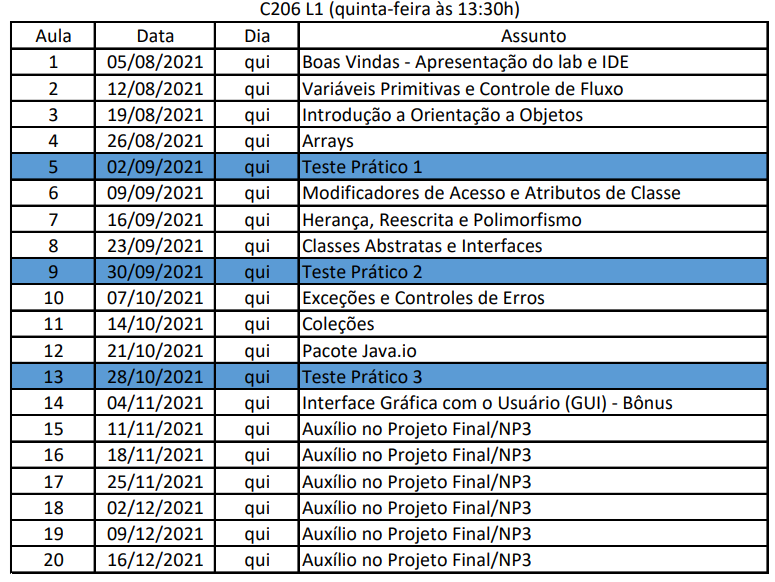 C206 L1 (quinta-feira às 13:30h)
Aula Data Dia Assunto
1 05/08/2021 qui Boas Vindas - Apresentação do lab e IDE
2 12/08/2021 qui Variáveis Primitivas e Controle de Fluxo
3 19/08/2021 qui Introdução a Orientação a Objetos
4 26/08/2021 qui Arrays
5 02/09/2021 qui Teste Prático 1
6 09/09/2021 qui Modificadores de Acesso e Atributos de Classe
7 16/09/2021 qui Herança, Reescrita e Polimorfismo
8 23/09/2021 qui Classes Abstratas e Interfaces
9 30/09/2021 qui Teste Prático 2
10 07/10/2021 qui Exceções e Controles de Erros
11 14/10/2021 qui Coleções
12 21/10/2021 qui Pacote Java.io
13 28/10/2021 qui Teste Prático 3
14 04/11/2021 qui Interface Gráfica com o Usuário (GUI) - Bônus
15 11/11/2021 qui Auxílio no Projeto Final/NP3
16 18/11/2021 qui Auxílio no Projeto Final/NP3
17 25/11/2021 qui Auxílio no Projeto Final/NP3
18 02/12/2021 qui Auxílio no Projeto Final/NP3
19 09/12/2021 qui Auxílio no Projeto Final/NP3
20 16/12/2021 qui Auxílio no Projeto Final/NP3